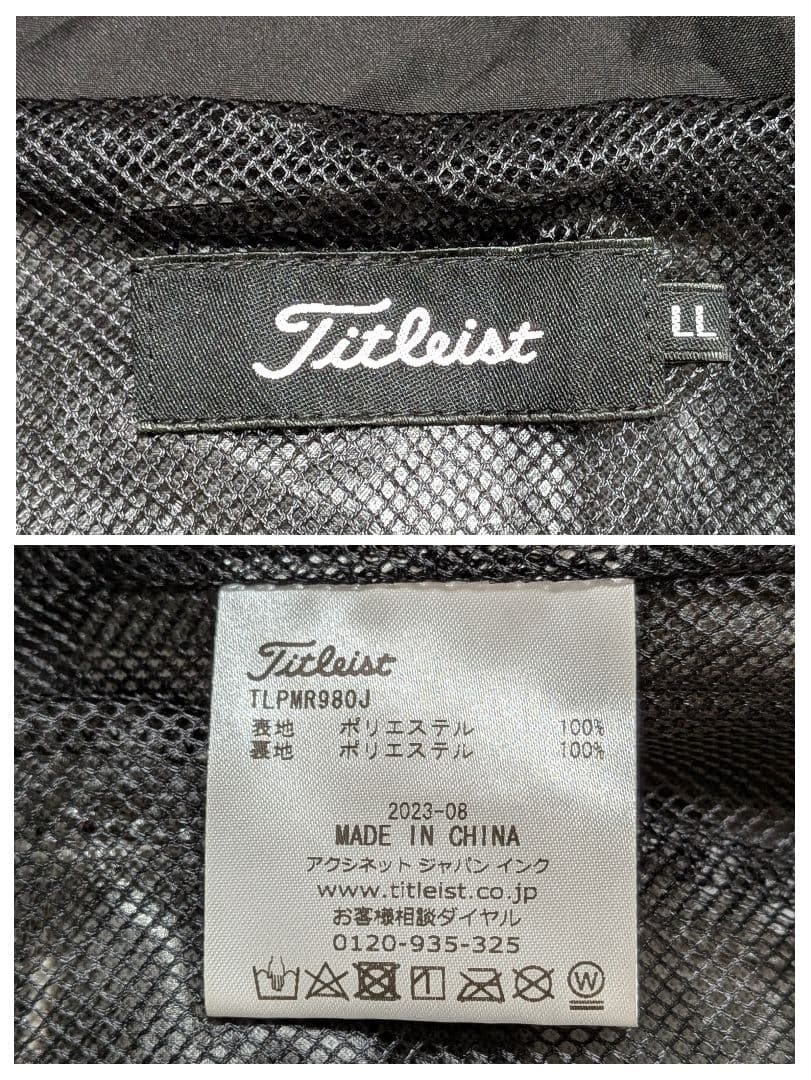 Titleist
LL
Titleist
TLPMR980J
表地 ポリエステル 100%
裏地 ポリエステル 100%
2023-08
MADE IN CHINA
アクシネット ジャパン インク
www.titleist.co.jp
お客様相談ダイヤル
0120-935-325
W